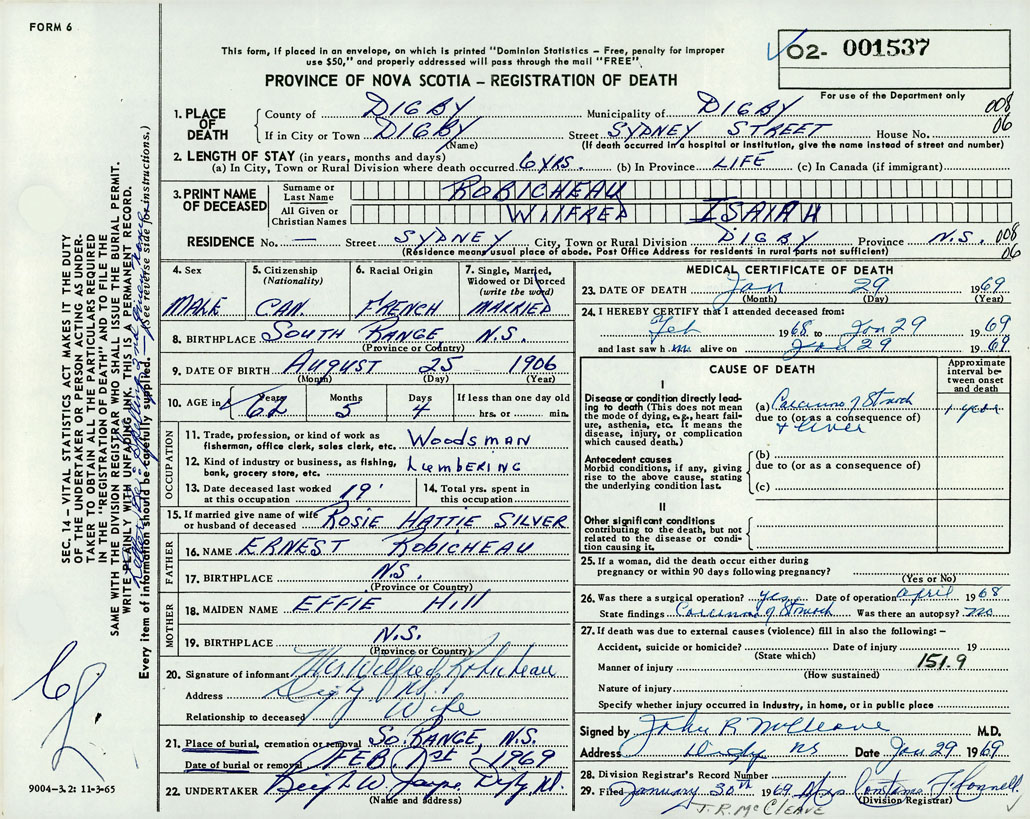 FORM 6
This form, if placed in an envelope, on which is printed "Dominion Statistics – Free, penalty for improper
use $50," and properly addressed will pass through the mail "FREE".
PROVINCE OF NOVA SCOTIA – REGISTRATION OF DEATH
02- 001537
For use of the Department only
1. PLACE OF DEATH
County of DIGBY Municipality of DIGBY 008
If in City or Town DIGBY Street SYDNEY STREET House No. 06
(Name) (If death occurred in a hospital or institution, give the name instead of street and number)
2. LENGTH OF STAY (in years, months and days)
(a) In City, Town or Rural Division where death occurred 6 YRS. (b) In Province LIFE (c) In Canada (if immigrant)
3. PRINT NAME OF DECEASED
Surname or Last Name ROBICHEAU
All Given or Christian Names WILFRED ISAIAH
RESIDENCE No. — Street SYDNEY City, Town or Rural Division DIGBY Province N.S. 008
(Residence means usual place of abode. Post Office Address for residents in rural parts not sufficient) 06
4. Sex MALE
5. Citizenship (Nationality) CAN.
6. Racial Origin FRENCH
7. Single, Married, Widowed or Divorced (write the word) MARRIED
8. BIRTHPLACE SOUTH RANGE, N.S.
(Province or Country)
9. DATE OF BIRTH AUGUST 25 1906
(Month) (Day) (Year)
10. AGE in Years 62 Months 5 Days 4 If less than one day old hrs. or min.
OCCUPATION
11. Trade, profession, or kind of work as fisherman, office clerk, sales clerk, etc. WOODSMAN
12. Kind of industry or business, as fishing, bank, grocery store, etc. LUMBERING
13. Date deceased last worked at this occupation 19
14. Total yrs. spent in this occupation
15. If married give name of wife or husband of deceased ROSIE HATTIE SILVER
FATHER
16. NAME ERNEST ROBICHEAU
17. BIRTHPLACE N.S.
(Province or Country)
MOTHER
18. MAIDEN NAME EFFIE Hill
19. BIRTHPLACE N.S.
(Province or Country)
20. Signature of informant Mrs Wilfred Robicheau
Address Digby NS
Relationship to deceased Wife
21. Place of burial, cremation or removal SO RANGE, N.S.
Date of burial or removal FEB. 1st 1969
22. UNDERTAKER
(Name and address)
9004-3.2: 11-3-65
MEDICAL CERTIFICATE OF DEATH
23. DATE OF DEATH Jan 29 1969
(Month) (Day) (Year)
24. I HEREBY CERTIFY that I attended deceased from:
Feb 1968 to Jan 29 1969
and last saw him alive on Jan 29 1969
CAUSE OF DEATH
Approximate interval between onset and death
I
Disease or condition directly leading to death (This does not mean the mode of dying, e.g., heart failure, asthenia, etc. It means the disease, injury, or complication which caused death.)
(a) Carcinoma of Stomach 1 year
due to (or as a consequence of)
+ liver
Antecedent causes
Morbid conditions, if any, giving rise to the above cause, stating the underlying condition last.
(b)
due to (or as a consequence of)
(c)
II
Other significant conditions
contributing to the death, but not related to the disease or condition causing it.
25. If a woman, did the death occur either during
pregnancy or within 90 days following pregnancy?
(Yes or No)
26. Was there a surgical operation? yes Date of operation April 1968
State findings Carcinoma of Stomach Was there an autopsy? no
27. If death was due to external causes (violence) fill in also the following: –
Accident, suicide or homicide? Date of injury 19
(State which)
Manner of injury 151.9
(How sustained)
Nature of injury
Specify whether injury occurred in industry, in home, or in public place
Signed by John R McCleave M.D.
Address Digby NS Date Jan 29 1969
28. Division Registrar's Record Number
29. Filed January 30th 1969 Mrs Constance
(Division Registrar)
J.R. McCLEAVE
SEC. 14 – VITAL STATISTICS ACT MAKES IT THE DUTY
OF THE UNDERTAKER OR PERSON ACTING AS UNDER-
TAKER TO OBTAIN ALL THE PARTICULARS REQUIRED
IN THE "REGISTRATION OF DEATH" AND TO FILE THE
SAME WITH THE DIVISION REGISTRAR WHO SHALL ISSUE THE BURIAL PERMIT.
WRITE PLAINLY WITH UNFADING INK. THIS IS A PERMANENT RECORD.
Every item of information should be carefully supplied. – (See reverse side for instructions.)